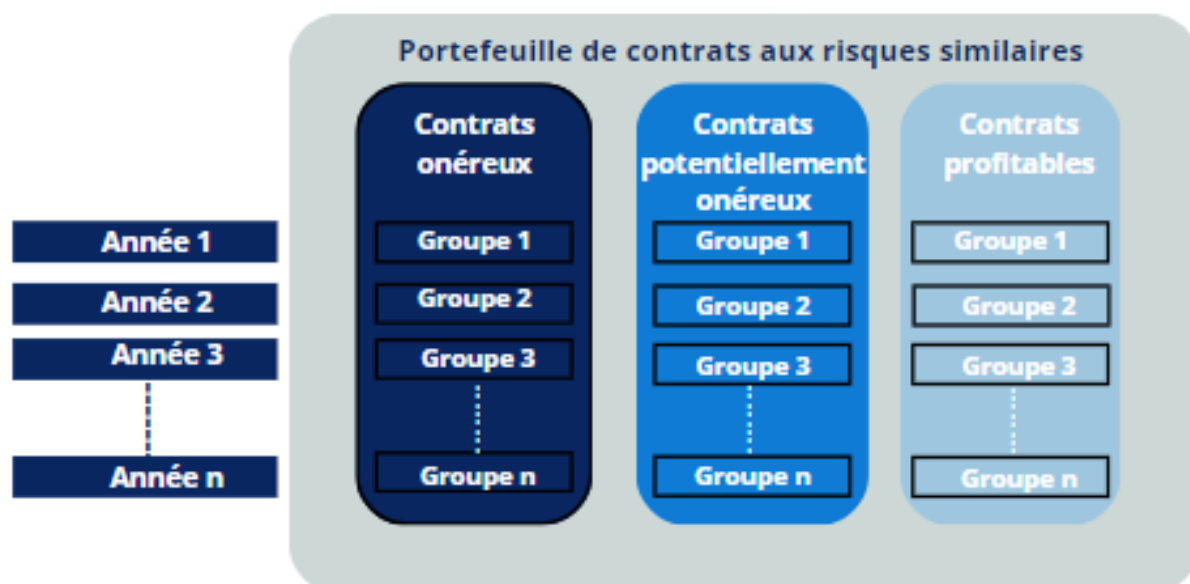 Portefeuille de contrats aux risques similaires
Contrats
onéreux
Contrats
potentiellement
onéreux
Contrats
profitables
Année 1
Groupe 1
Groupe 1
Groupe 1
Année 2
Groupe 2
Groupe 2
Groupe 2
Année 3
Groupe 3
Groupe 3
Groupe 3
Année n
Groupe n
Groupe n
Groupe n